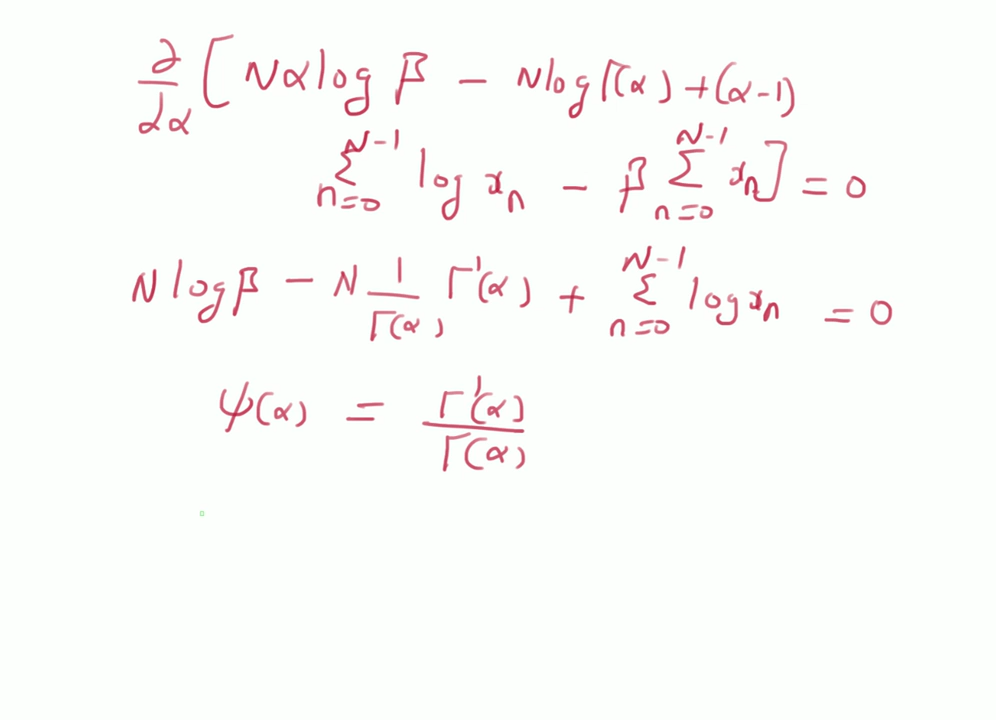 ∂/∂α [ Nα log β − N log Γ(α) + (α−1)
∑_{n=0}^{N−1} log x_n − β ∑_{n=0}^{N−1} x_n ] = 0
N log β − N 1/Γ(α) Γ'(α) + ∑_{n=0}^{N−1} log x_n = 0
ψ(α) = Γ'(α)/Γ(α)